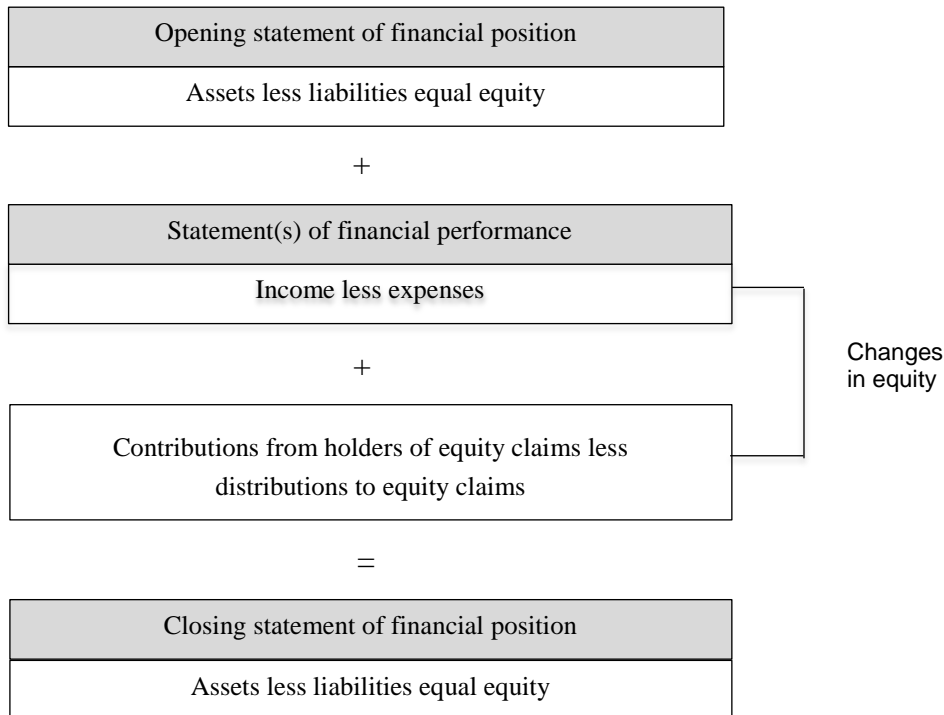 Opening statement of financial position
Assets less liabilities equal equity
+
Statement(s) of financial performance
Income less expenses
+
Changes
in equity
Contributions from holders of equity claims less
distributions to equity claims
=
Closing statement of financial position
Assets less liabilities equal equity